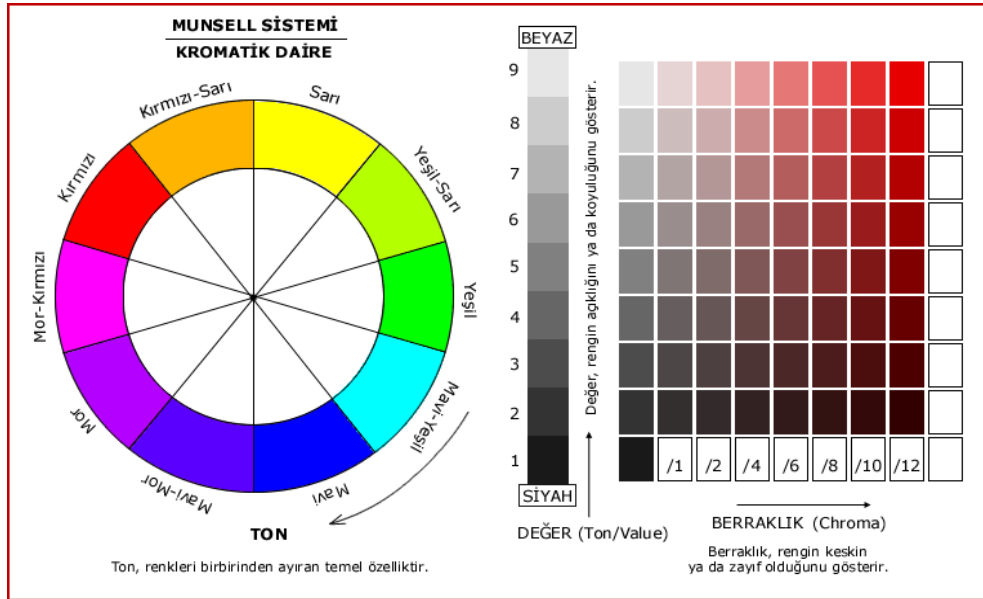 MUNSELL SİSTEMİ
KROMATİK DAİRE
Sarı
Yeşil-Sarı
Yeşil
Mavi-Yeşil
Mavi
Mavi-Mor
Mor
Mor-Kırmızı
Kırmızı
Kırmızı-Sarı
TON
Ton, renkleri birbirinden ayıran temel özelliktir.
BEYAZ
9
8
7
6
5
4
3
2
1
SİYAH
DEĞER (Ton/Value)
Değer, rengin açıklığını ya da koyuluğunu gösterir.
/1 /2 /4 /6 /8 /10 /12
BERRAKLIK (Chroma)
Berraklık, rengin keskin
ya da zayıf olduğunu gösterir.